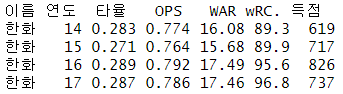 이름 연도 타율 OPS WAR wRC. 득점
한화 14 0.283 0.774 16.08 89.3 619
한화 15 0.271 0.764 15.68 89.9 717
한화 16 0.289 0.792 17.49 95.6 826
한화 17 0.287 0.786 17.46 96.8 737